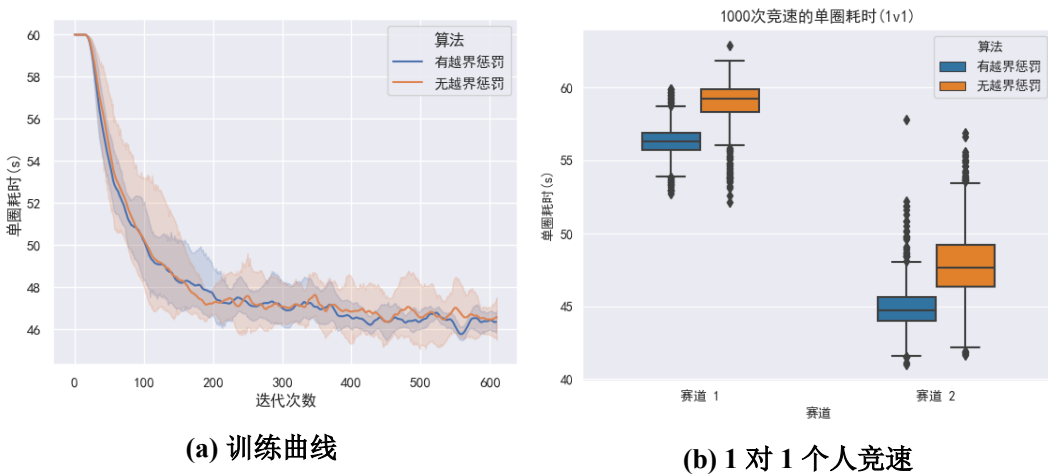 60
58
56
54
52
50
48
46
单圈耗时(s)
算法
有越界惩罚
无越界惩罚
0 100 200 300 400 500 600
迭代次数
(a) 训练曲线
1000次竞速的单圈耗时(1v1)
60
55
50
45
40
单圈耗时(s)
算法
有越界惩罚
无越界惩罚
赛道 1 赛道 2
赛道
(b) 1 对 1 个人竞速